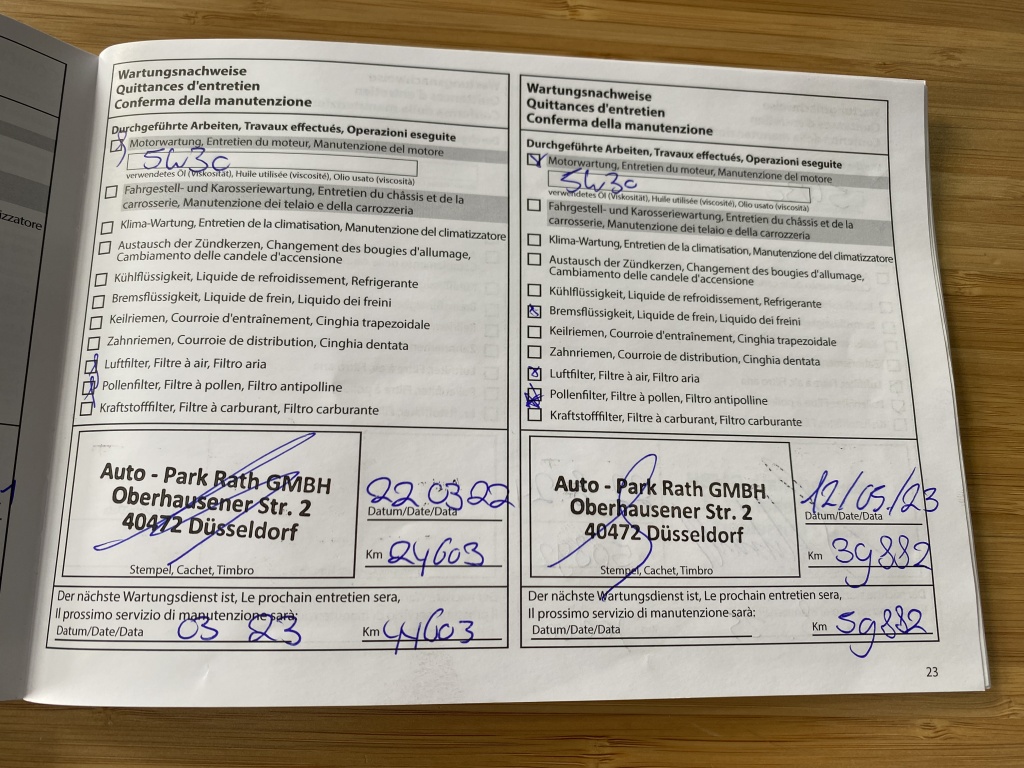 Wartungsnachweise
Quittances d'entretien
Conferma della manutenzione
Durchgeführte Arbeiten, Travaux effectués, Operazioni eseguite
Motorwartung, Entretien du moteur, Manutenzione del motore
5W30
verwendetes Öl (Viskosität), Huile utilisée (viscosité), Olio usato (viscosità)
Fahrgestell- und Karosseriewartung, Entretien du châssis et de la
carrosserie, Manutenzione dei telaio e della carrozzeria
Klima-Wartung, Entretien de la climatisation, Manutenzione del climatizzatore
Austausch der Zündkerzen, Changement des bougies d'allumage,
Cambiamento delle candele d'accensione
Kühlflüssigkeit, Liquide de refroidissement, Refrigerante
Bremsflüssigkeit, Liquide de frein, Liquido dei freini
Keilriemen, Courroie d'entraînement, Cinghia trapezoidale
Zahnriemen, Courroie de distribution, Cinghia dentata
Luftfilter, Filtre à air, Filtro aria
Pollenfilter, Filtre à pollen, Filtro antipolline
Kraftstofffilter, Filtre à carburant, Filtro carburante
Auto - Park Rath GMBH
Oberhausener Str. 2
40472 Düsseldorf
Stempel, Cachet, Timbro
22.03.22
Datum/Date/Data
Km 24603
Der nächste Wartungsdienst ist, Le prochain entretien sera,
Il prossimo servizio di manutenzione sarà:
Datum/Date/Data 03 23 Km 44603
Wartungsnachweise
Quittances d'entretien
Conferma della manutenzione
Durchgeführte Arbeiten, Travaux effectués, Operazioni eseguite
Motorwartung, Entretien du moteur, Manutenzione del motore
5W30
verwendetes Öl (Viskosität), Huile utilisée (viscosité), Olio usato (viscosità)
Fahrgestell- und Karosseriewartung, Entretien du châssis et de la
carrosserie, Manutenzione dei telaio e della carrozzeria
Klima-Wartung, Entretien de la climatisation, Manutenzione del climatizzatore
Austausch der Zündkerzen, Changement des bougies d'allumage,
Cambiamento delle candele d'accensione
Kühlflüssigkeit, Liquide de refroidissement, Refrigerante
Bremsflüssigkeit, Liquide de frein, Liquido dei freini
Keilriemen, Courroie d'entraînement, Cinghia trapezoidale
Zahnriemen, Courroie de distribution, Cinghia dentata
Luftfilter, Filtre à air, Filtro aria
Pollenfilter, Filtre à pollen, Filtro antipolline
Kraftstofffilter, Filtre à carburant, Filtro carburante
Auto - Park Rath GMBH
Oberhausener Str. 2
40472 Düsseldorf
Stempel, Cachet, Timbro
12/05/23
Datum/Date/Data
Km 39882
Der nächste Wartungsdienst ist, Le prochain entretien sera,
Il prossimo servizio di manutenzione sarà:
Datum/Date/Data Km 59882
23